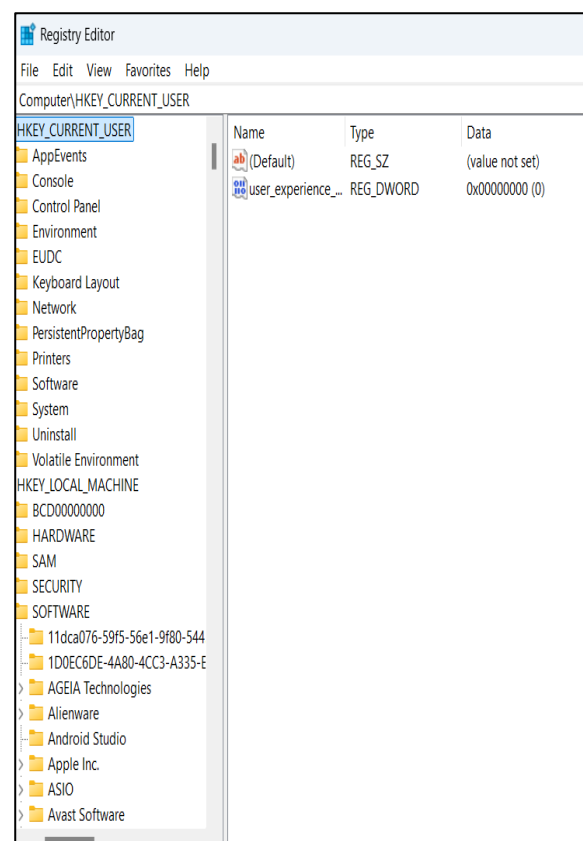 Registry Editor
File Edit View Favorites Help
Computer\HKEY_CURRENT_USER
HKEY_CURRENT_USER
AppEvents
Console
Control Panel
Environment
EUDC
Keyboard Layout
Network
PersistentPropertyBag
Printers
Software
System
Uninstall
Volatile Environment
HKEY_LOCAL_MACHINE
BCD00000000
HARDWARE
SAM
SECURITY
SOFTWARE
11dca076-59f5-56e1-9f80-544
1D0EC6DE-4A80-4CC3-A335-E
AGEIA Technologies
Alienware
Android Studio
Apple Inc.
ASIO
Avast Software
Name Type Data
(Default) REG_SZ (value not set)
user_experience_... REG_DWORD 0x00000000 (0)